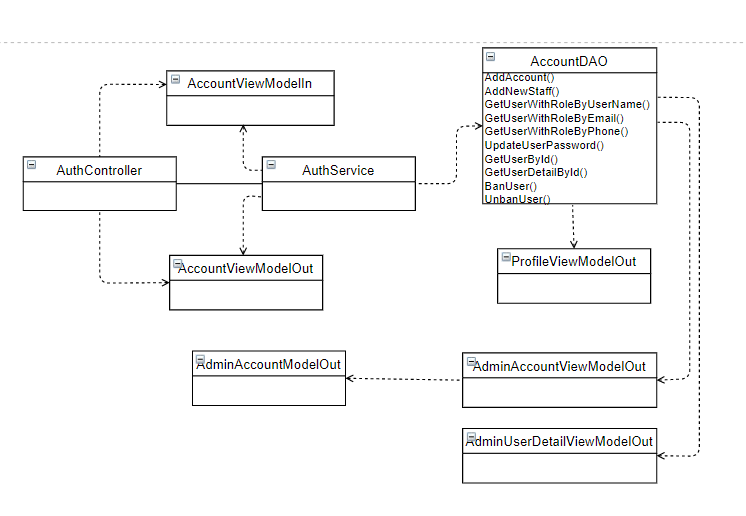 AccountDAO
AddAccount()
AddNewStaff()
GetUserWithRoleByUserName()
GetUserWithRoleByEmail()
GetUserWithRoleByPhone()
UpdateUserPassword()
GetUserById()
GetUserDetailById()
BanUser()
UnbanUser()
AccountViewModelIn
AuthController
AuthService
AccountViewModelOut
ProfileViewModelOut
AdminAccountModelOut
AdminAccountViewModelOut
AdminUserDetailViewModelOut